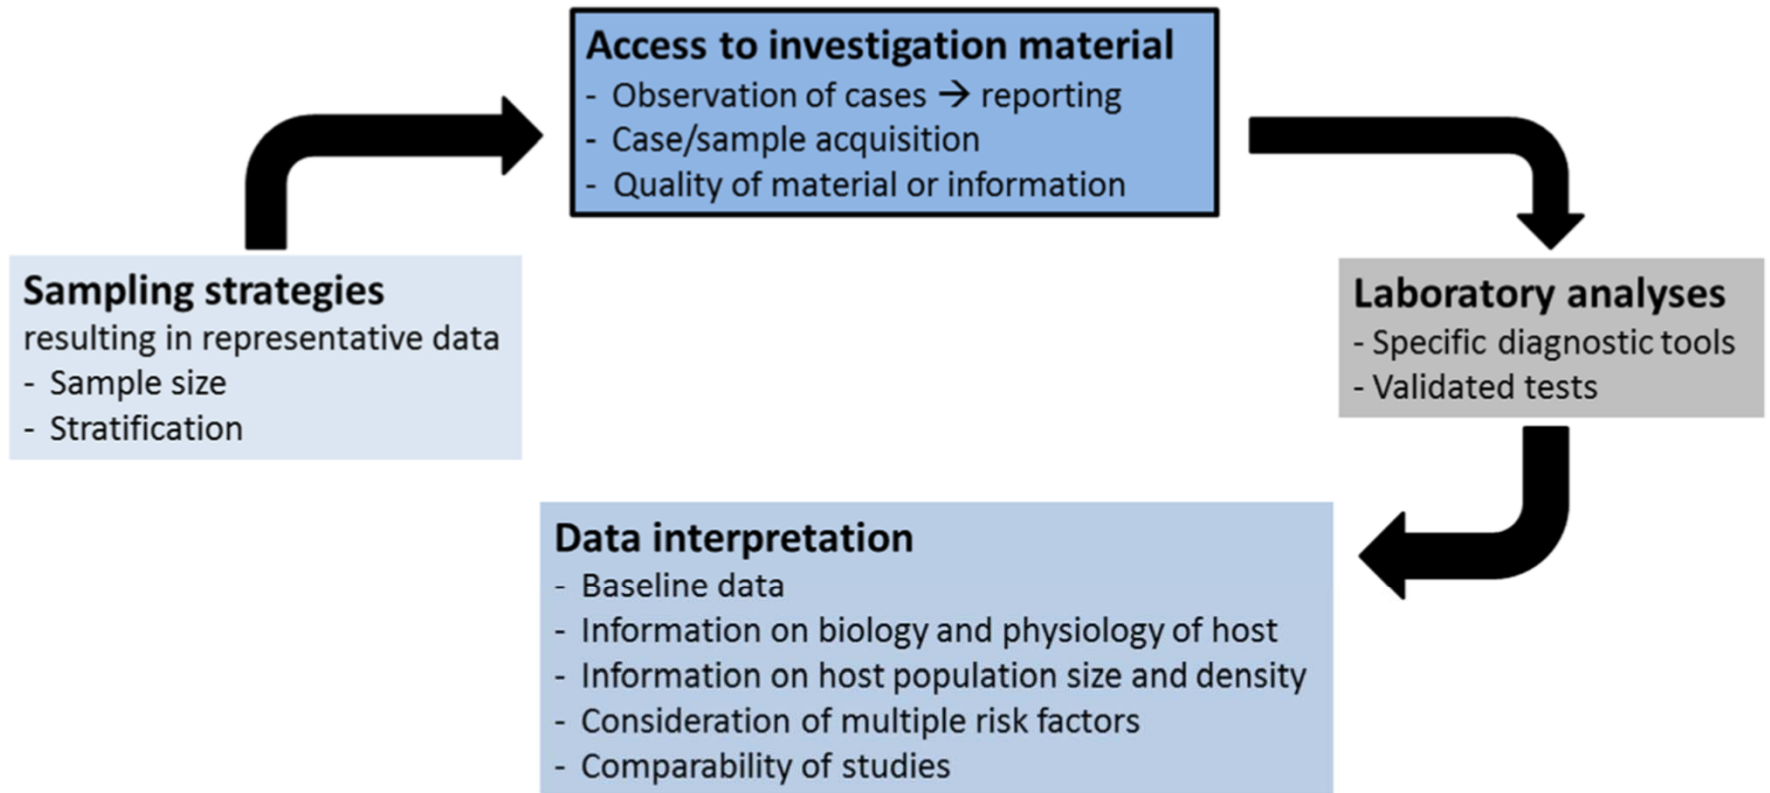 Access to investigation material
- Observation of cases → reporting
- Case/sample acquisition
- Quality of material or information
Sampling strategies
resulting in representative data
- Sample size
- Stratification
Laboratory analyses
- Specific diagnostic tools
- Validated tests
Data interpretation
- Baseline data
- Information on biology and physiology of host
- Information on host population size and density
- Consideration of multiple risk factors
- Comparability of studies